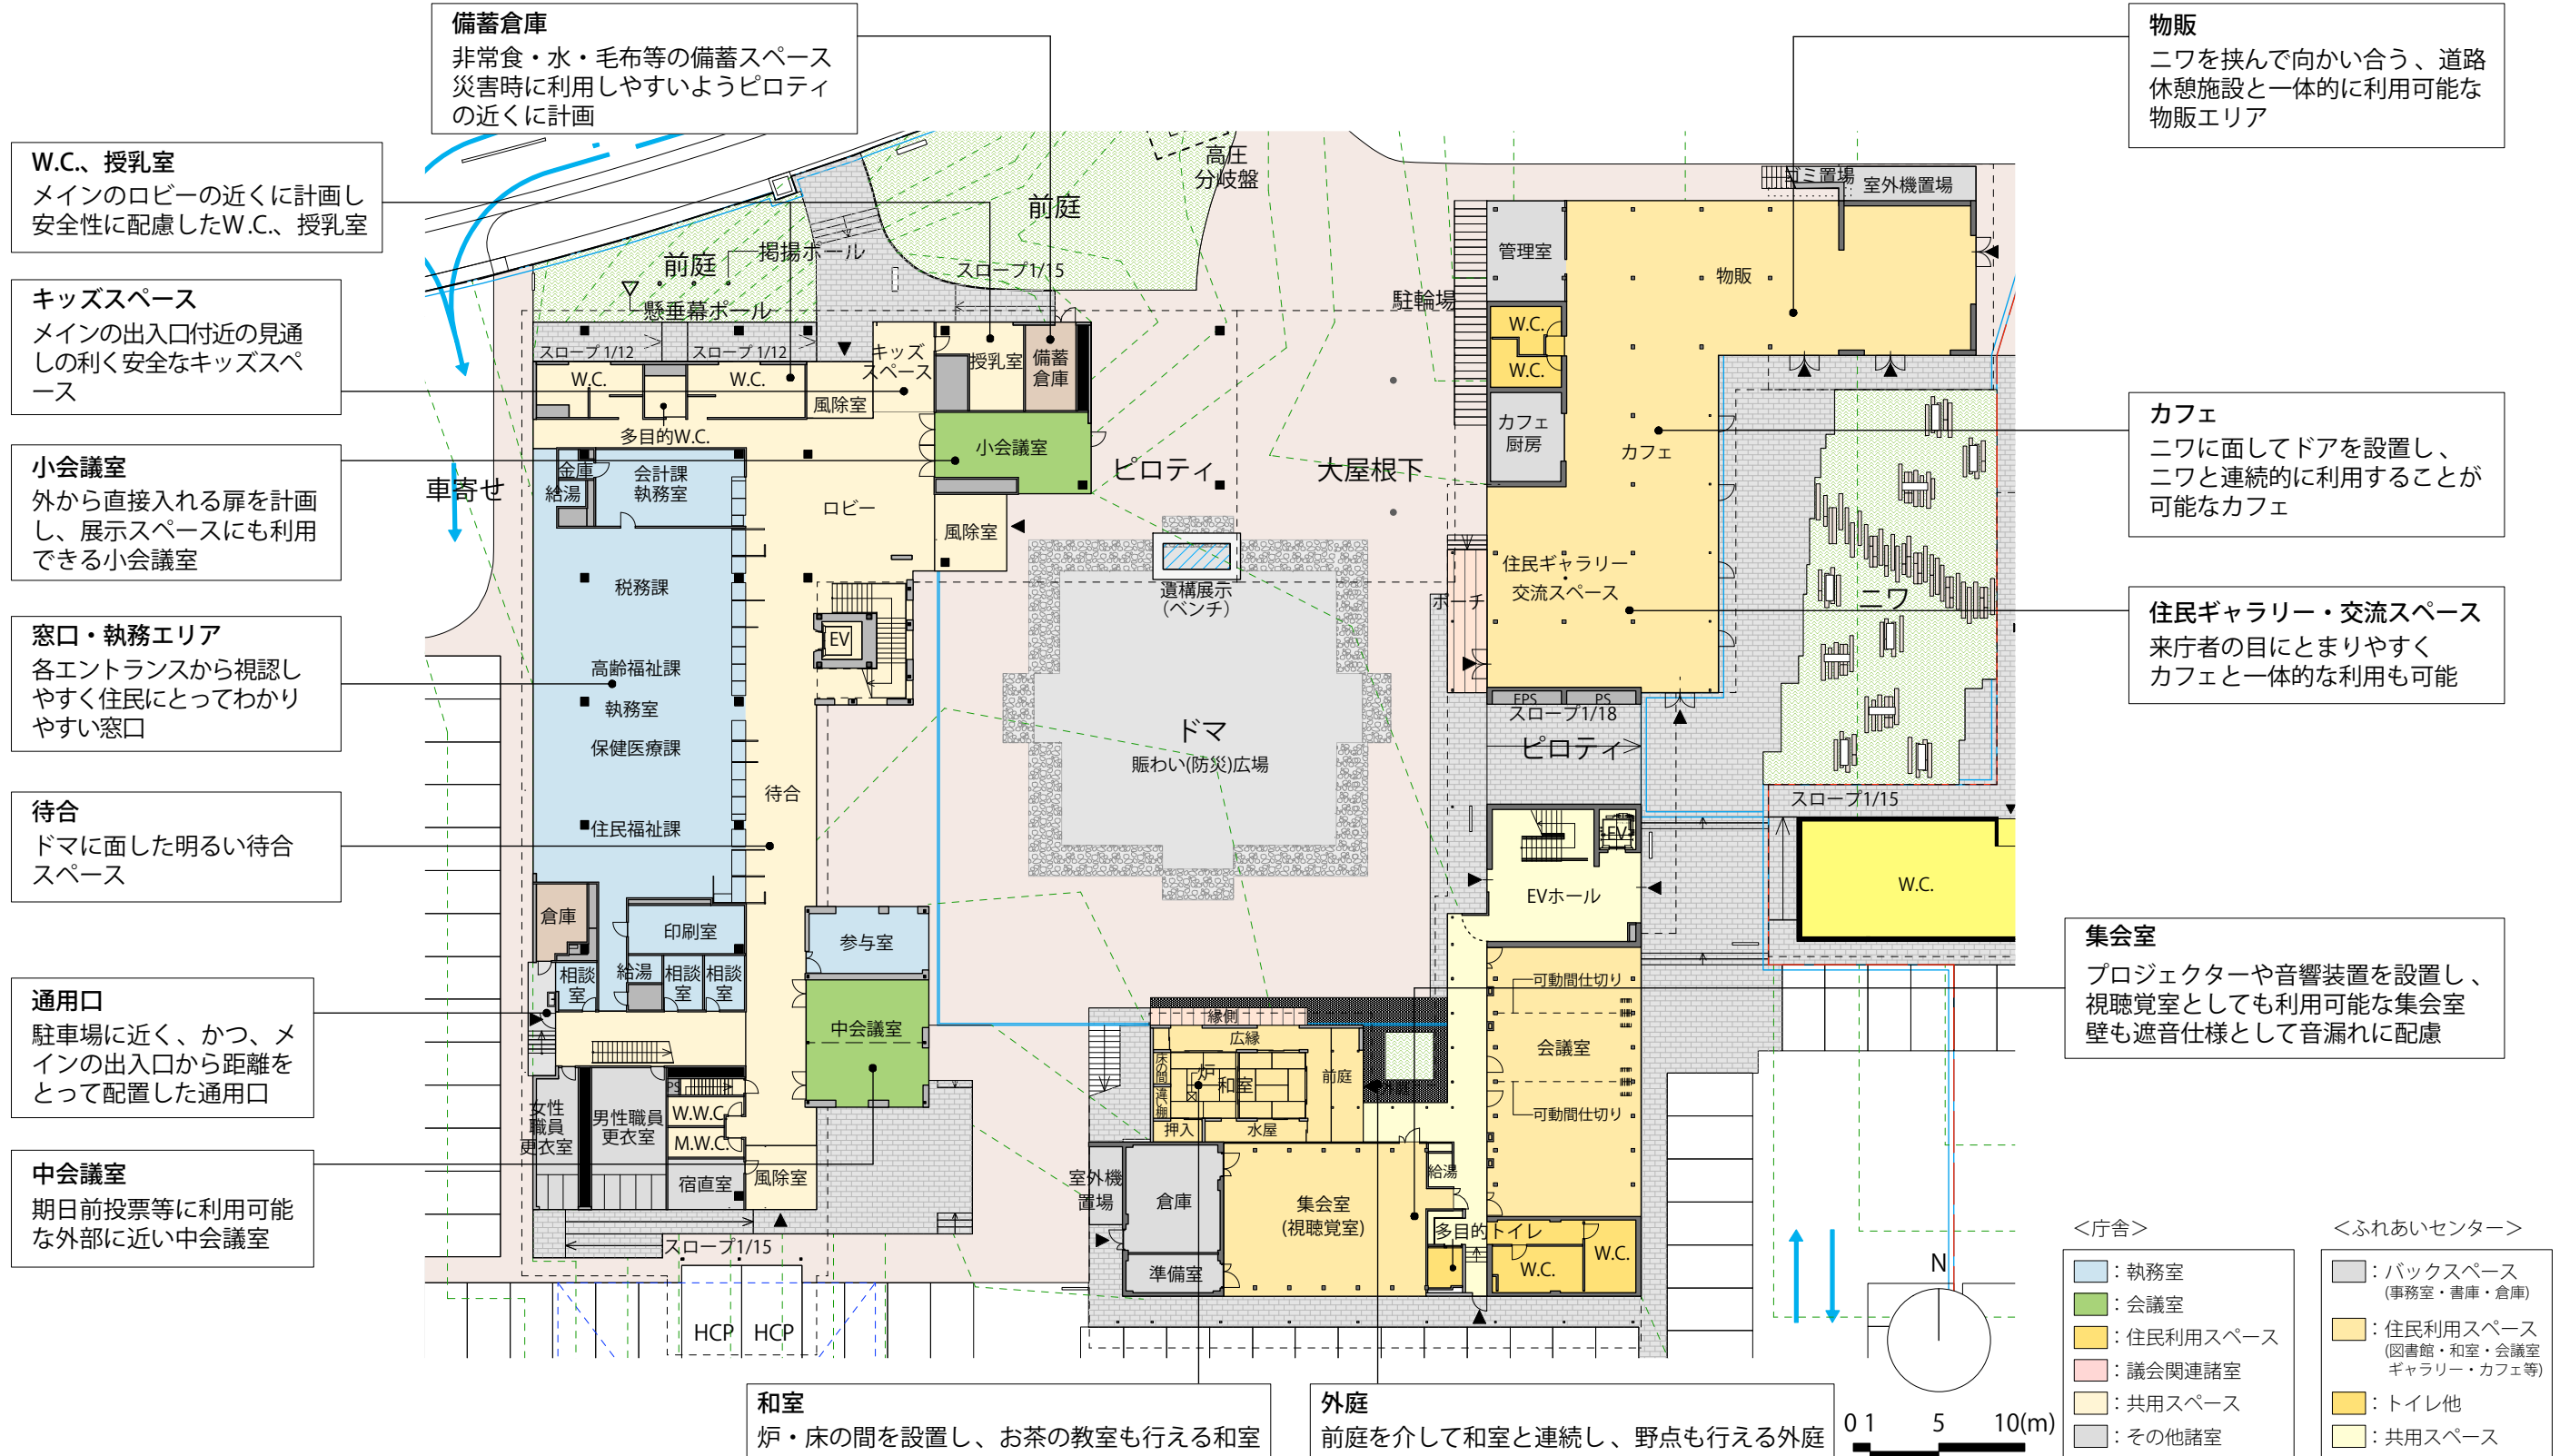 備蓄倉庫
非常食・水・毛布等の備蓄スペース
災害時に利用しやすいようピロティ
の近くに計画
物販
ニワを挟んで向かい合う、道路
休憩施設と一体的に利用可能な
物販エリア
W.C.、授乳室
メインのロビーの近くに計画し
安全性に配慮したW.C.、授乳室
キッズスペース
メインの出入口付近の見通
しの利く安全なキッズスペ
ース
小会議室
外から直接入れる扉を計画
し、展示スペースにも利用
できる小会議室
窓口・執務エリア
各エントランスから視認し
やすく住民にとってわかり
やすい窓口
待合
ドマに面した明るい待合
スペース
通用口
駐車場に近く、かつ、メ
インの出入口から距離を
とって配置した通用口
中会議室
期日前投票等に利用可能
な外部に近い中会議室
カフェ
ニワに面してドアを設置し、
ニワと連続的に利用することが
可能なカフェ
住民ギャラリー・交流スペース
来庁者の目にとまりやすく
カフェと一体的な利用も可能
集会室
プロジェクターや音響装置を設置し、
視聴覚室としても利用可能な集会室
壁も遮音仕様として音漏れに配慮
和室
炉・床の間を設置し、お茶の教室も行える和室
外庭
前庭を介して和室と連続し、野点も行える外庭
高圧
分岐盤
前庭
前庭
掲揚ポール
懸垂幕ポール
スロープ1/15
スロープ 1/12
スロープ 1/12
W.C.
W.C.
風除室
キッズ
スペース
授乳室
備蓄
倉庫
多目的W.C.
小会議室
金庫
給湯
会計課
執務室
車寄せ
ロビー
風除室
税務課
EV
高齢福祉課
執務室
保健医療課
住民福祉課
待合
倉庫
印刷室
参与室
相談
室
給湯
相談
室
相談
室
中会議室
女性
職員
更衣室
男性職員
更衣室
PS
W.W.C.
M.W.C.
宿直室
風除室
スロープ1/15
HCP
HCP
ピロティ
大屋根下
駐輪場
遺構展示
(ベンチ)
ドマ
賑わい(防災)広場
ゴミ置場
室外機置場
管理室
物販
W.C.
W.C.
カフェ
厨房
カフェ
住民ギャラリー
交流スペース
ポーチ
ニワ
EPS
PS
スロープ1/18
ピロティ
スロープ1/15
EV
EVホール
W.C.
可動間仕切り
会議室
可動間仕切り
縁側
広縁
床の間
炉
和室
違い棚
前庭
押入
水屋
室外機
置場
倉庫
準備室
集会室
(視聴覚室)
給湯
多目的トイレ
W.C.
W.C.
N
0 1 5 10(m)
＜庁舎＞
：執務室
：会議室
：住民利用スペース
：議会関連諸室
：共用スペース
：その他諸室
＜ふれあいセンター＞
：バックスペース
(事務室・書庫・倉庫)
：住民利用スペース
(図書館・和室・会議室
ギャラリー・カフェ等)
：トイレ他
：共用スペース